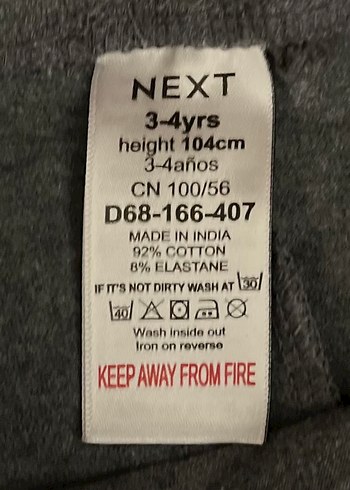 NEXT
3-4yrs
height 104cm
3-4años
CN 100/56
D68-166-407
MADE IN INDIA
92% COTTON
8% ELASTANE
IF IT'S NOT DIRTY WASH AT 30
40
Wash inside out
Iron on reverse
KEEP AWAY FROM FIRE